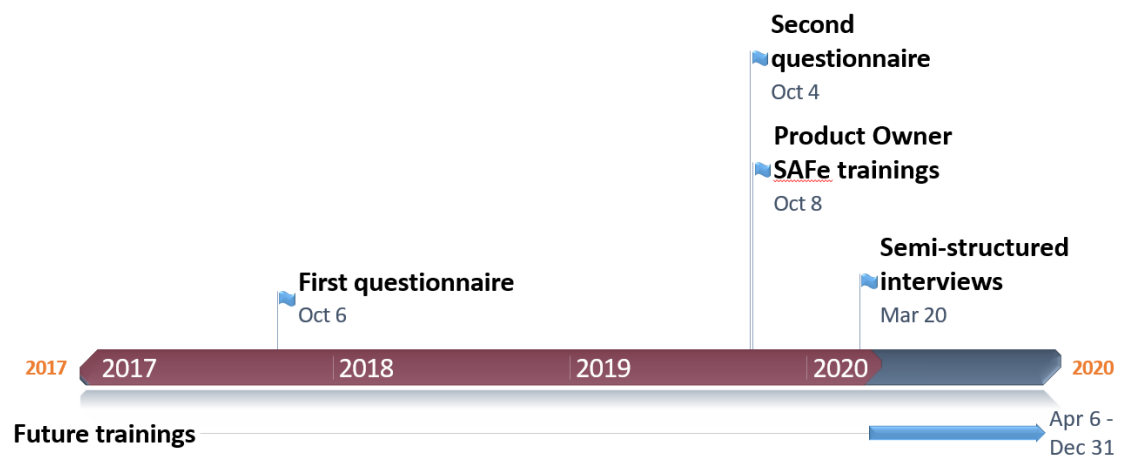 Second
questionnaire
Oct 4
Product Owner
SAFe trainings
Oct 8
Semi-structured
interviews
Mar 20
First questionnaire
Oct 6
2017
2017
2018
2019
2020
2020
Future trainings
Apr 6 -
Dec 31